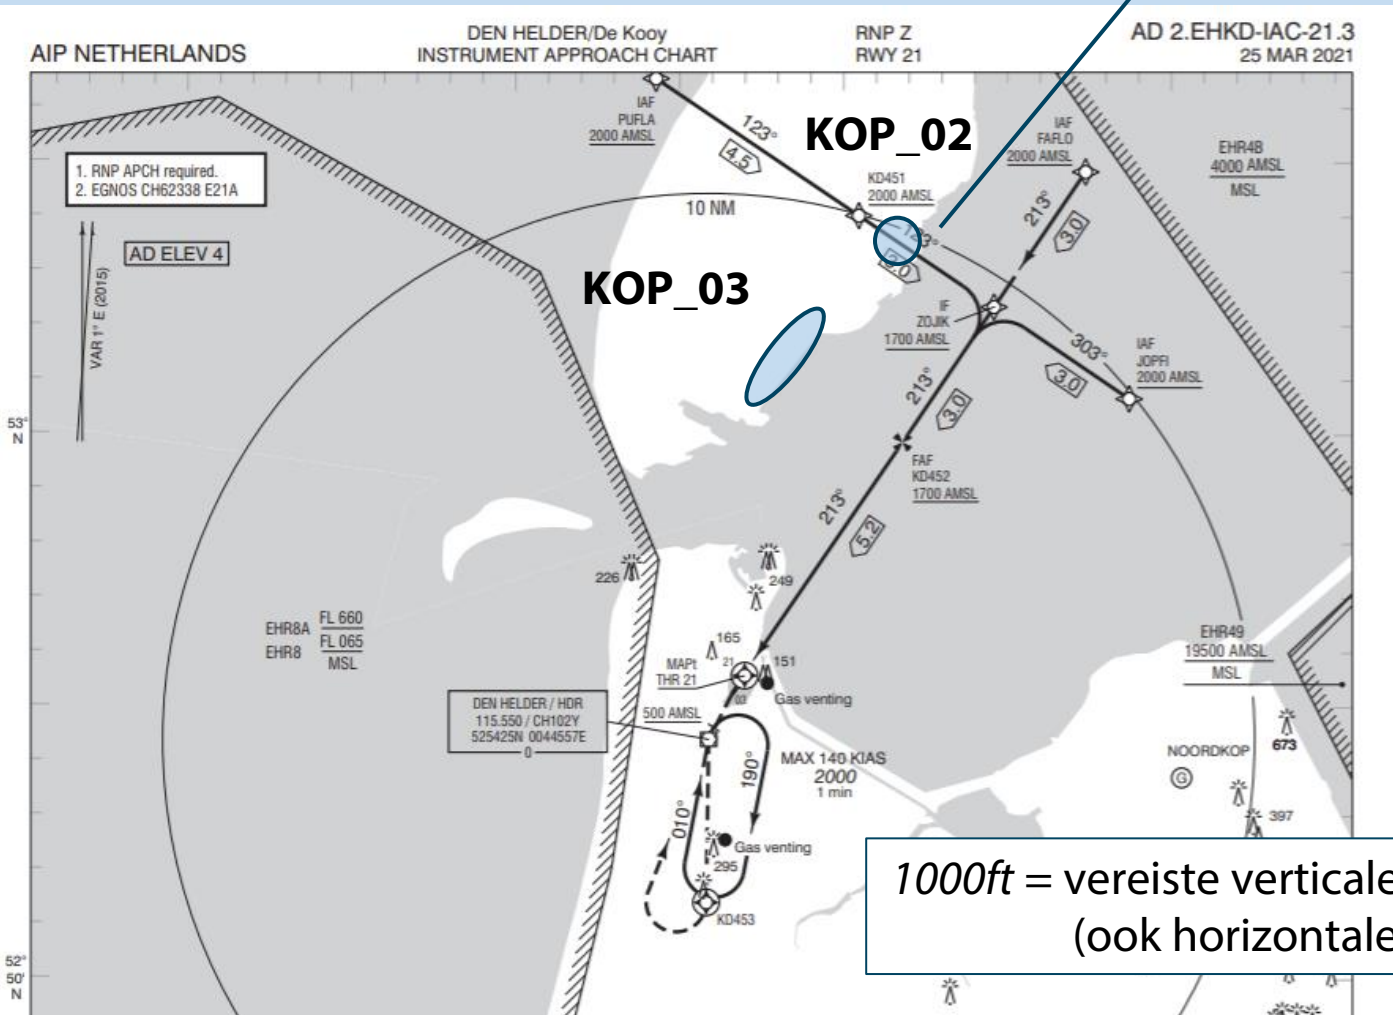 AIP NETHERLANDS
DEN HELDER/De Kooy
INSTRUMENT APPROACH CHART
RNP Z
RWY 21
AD 2.EHKD-IAC-21.3
25 MAR 2021
1. RNP APCH required.
2. EGNOS CH62338 E21A
AD ELEV 4
VAR 1° E (2015)
IAF
PUFLA
2000 AMSL
123°
4.5
KOP_02
KD451
2000 AMSL
10 NM
123°
3.0
IAF
FAFLO
2000 AMSL
213°
3.0
EHR4B
4000 AMSL
MSL
KOP_03
IF
ZOJIK
1700 AMSL
303°
3.0
IAF
JOPFI
2000 AMSL
213°
3.0
53°
N
FAF
KD452
1700 AMSL
213°
5.2
226
249
EHR8A
EHR8
FL 660
FL 065
MSL
165
MAPt
THR 21
21
03
151
Gas venting
EHR49
19500 AMSL
MSL
DEN HELDER / HDR
115.550 / CH102Y
525425N 0044557E
0
500 AMSL
MAX 140 KIAS
2000
1 min
190°
010°
Gas venting
295
KD453
NOORDKOP
G
673
397
1000ft = vereiste verticale
(ook horizontale
52°
50'
N